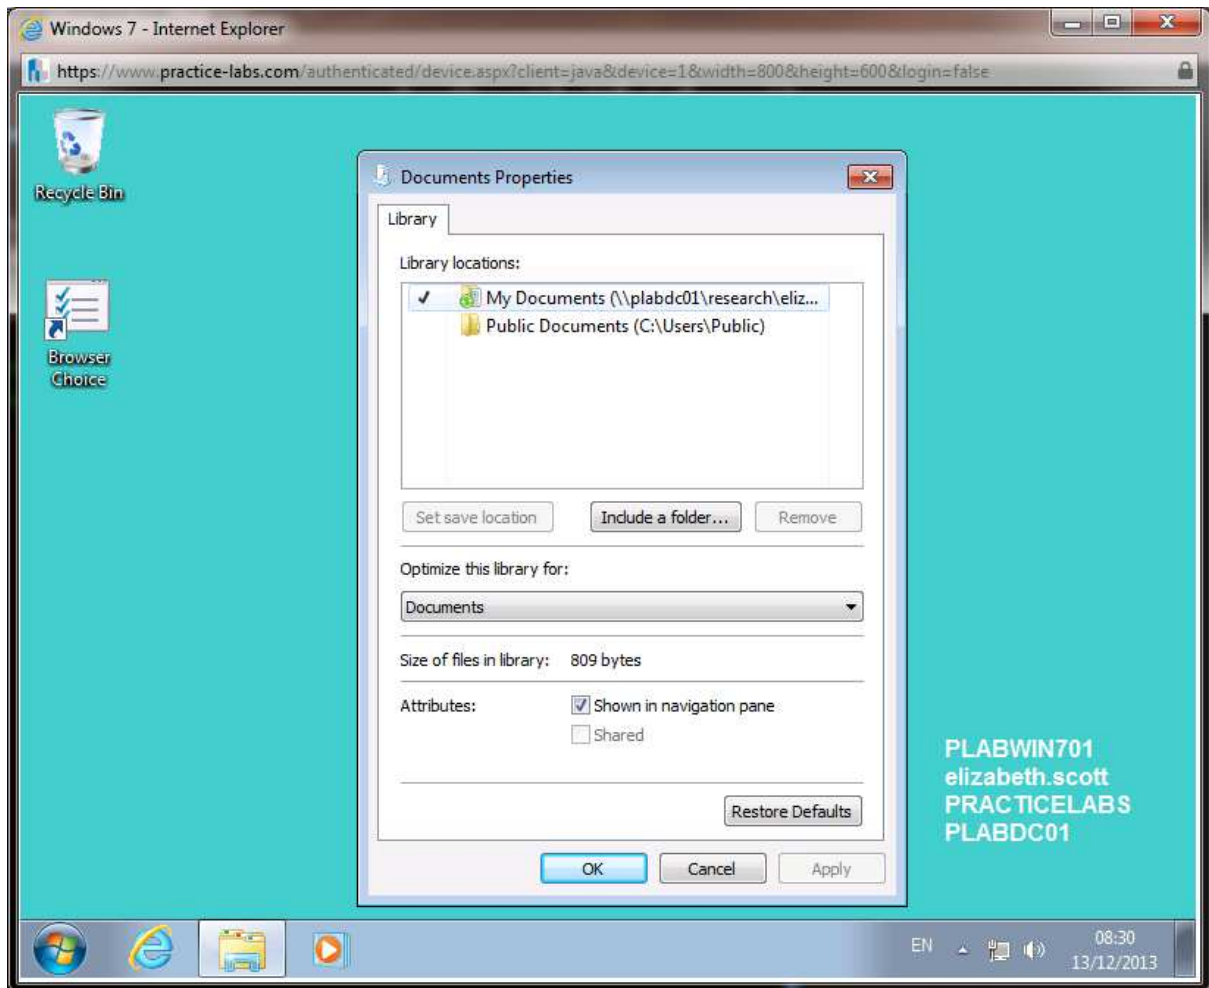 Windows 7 - Internet Explorer
https://www.practice-labs.com/authenticated/device.aspx?client=java&device=1&width=800&height=600&login=false
Recycle Bin
Browser
Choice
Documents Properties
Library
Library locations:
My Documents (\\plabdc01\research\eliz...
Public Documents (C:\Users\Public)
Set save location Include a folder... Remove
Optimize this library for:
Documents
Size of files in library: 809 bytes
Attributes: Shown in navigation pane
Shared
Restore Defaults
OK Cancel Apply
PLABWIN701
elizabeth.scott
PRACTICELABS
PLABDC01
EN
08:30
13/12/2013